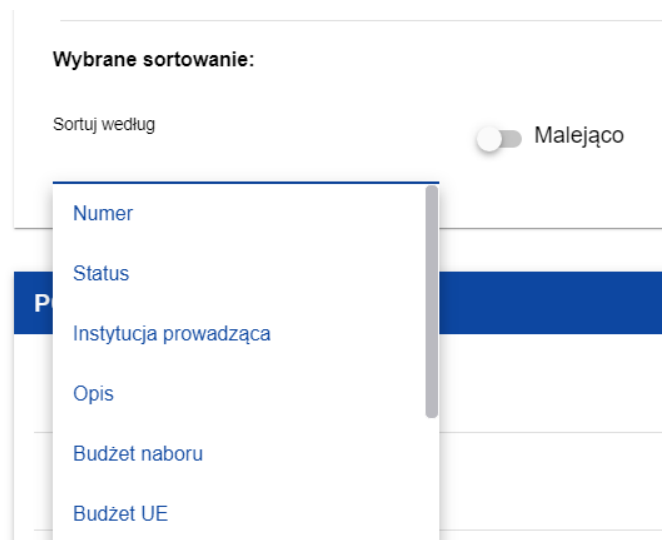 Wybrane sortowanie:
Sortuj według
Malejąco
Numer
Status
Instytucja prowadząca
Opis
Budżet naboru
Budżet UE